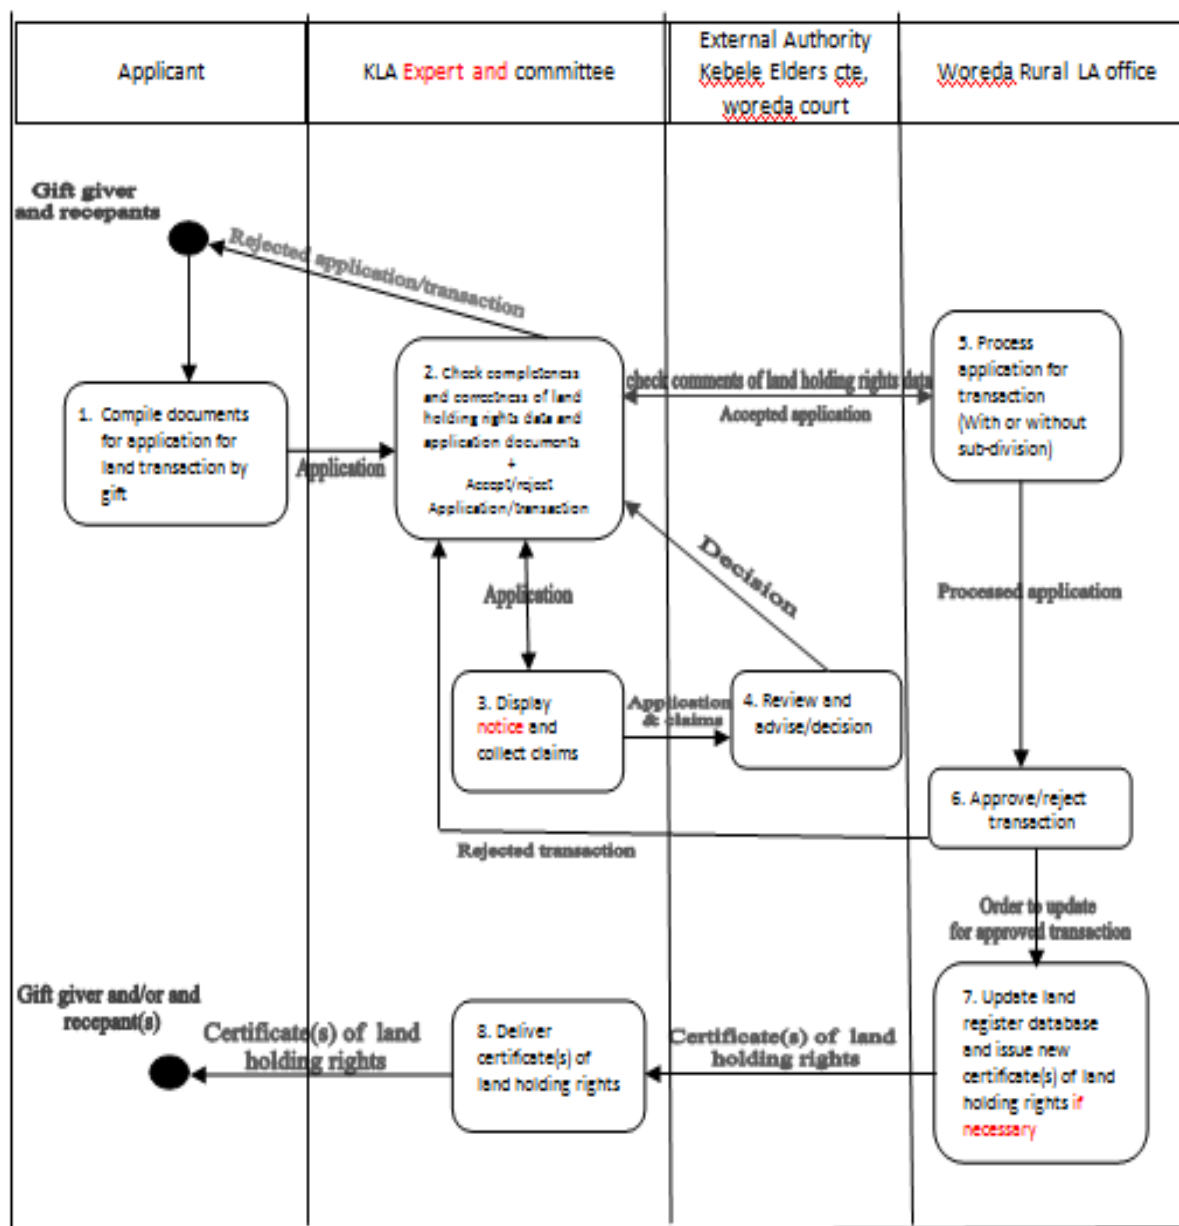 Applicant
KLA Expert and committee
External Authority
Kebele Elders cte,
woreda court
Woreda Rural LA office
Gift giver
and recepants
Rejected application/transaction
1. Compile documents
for application for
land transaction by
gift
Application
2. Check completeness
and correctness of land
holding rights data and
application documents
+
Accept/reject
Application/transaction
check comments of land holding rights data
Accepted application
5. Process
application for
transaction
(With or without
sub-division)
Application
Decision
Processed application
3. Display
notice and
collect claims
Application
& claims
4. Review and
advise/decision
6. Approve/reject
transaction
Rejected transaction
Order to update
for approved transaction
Gift giver and/or and
recepant(s)
Certificate(s) of land
holding rights
8. Deliver
certificate(s) of
land holding rights
Certificate(s) of land
holding rights
7. Update land
register database
and issue new
certificate(s) of land
holding rights if
necessary